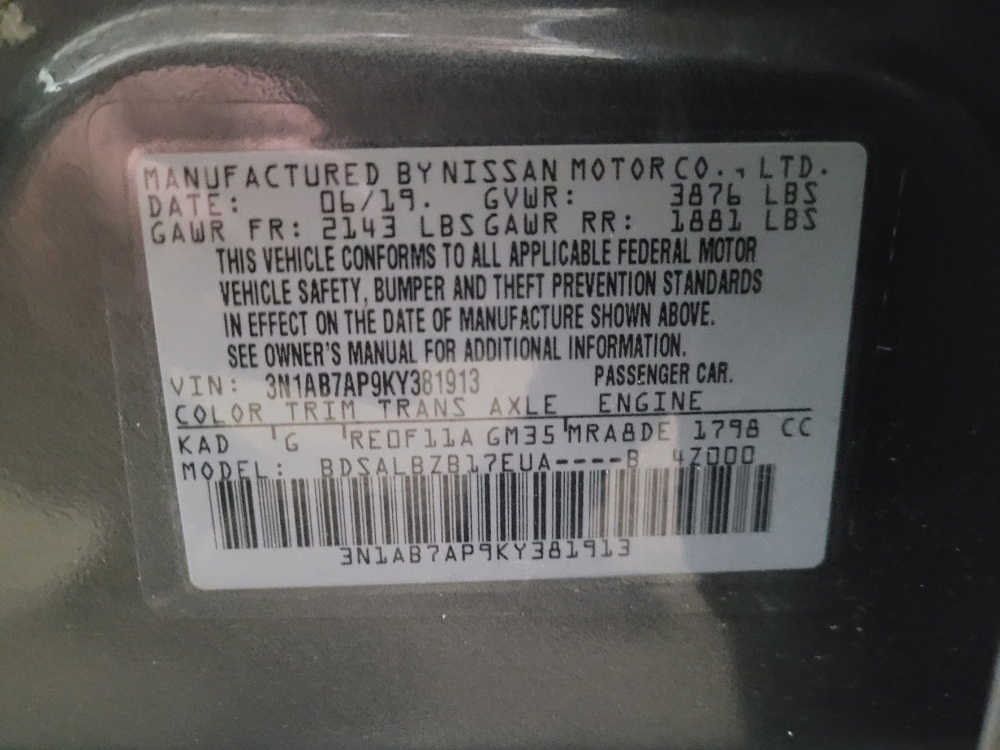 MANUFACTURED BY NISSAN MOTOR CO., LTD.
DATE: 06/19. GVWR: 3876 LBS
GAWR FR: 2143 LBS GAWR RR: 1881 LBS
THIS VEHICLE CONFORMS TO ALL APPLICABLE FEDERAL MOTOR
VEHICLE SAFETY, BUMPER AND THEFT PREVENTION STANDARDS
IN EFFECT ON THE DATE OF MANUFACTURE SHOWN ABOVE.
SEE OWNER'S MANUAL FOR ADDITIONAL INFORMATION.
VIN: 3N1AB7AP9KY381913 PASSENGER CAR.
COLOR TRIM TRANS AXLE ENGINE
KAD G RE0F11A GM35 MRA8DE 1798 CC
MODEL: BDSALBZB17EUA----B 4Z000
3N1AB7AP9KY381913